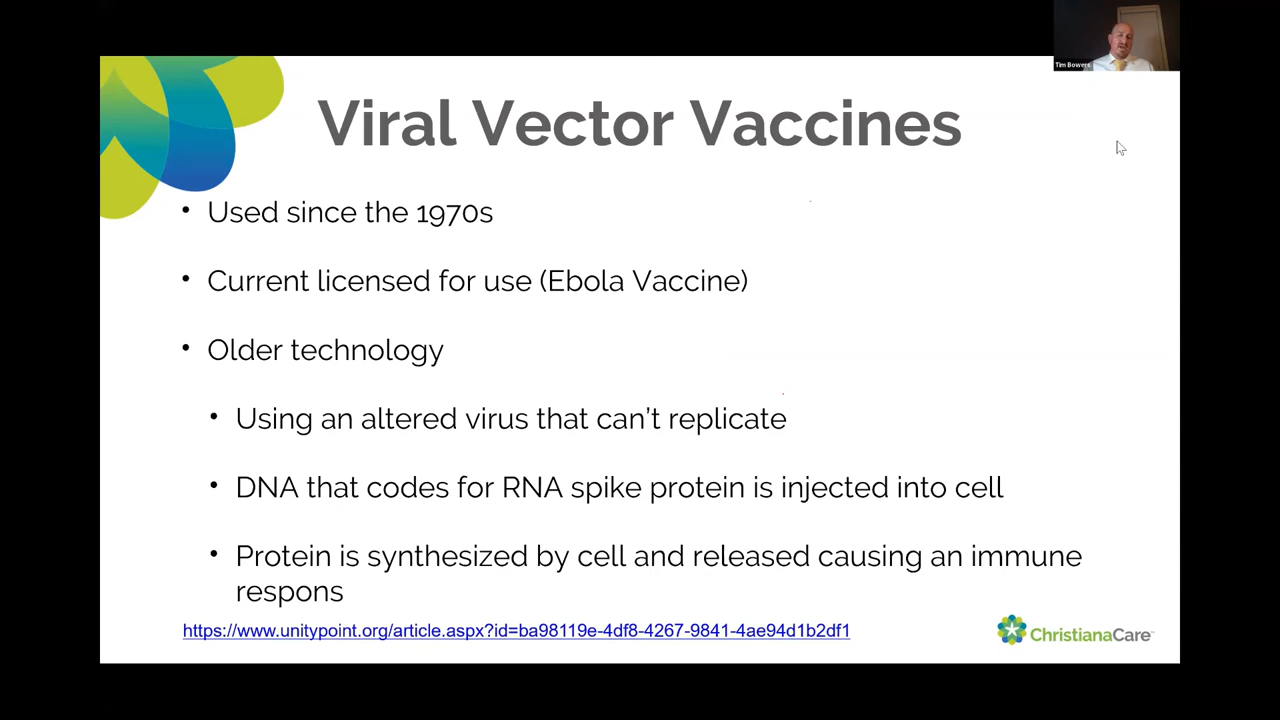 Tim Bowers
Viral Vector Vaccines
• Used since the 1970s
• Current licensed for use (Ebola Vaccine)
• Older technology
• Using an altered virus that can't replicate
• DNA that codes for RNA spike protein is injected into cell
• Protein is synthesized by cell and released causing an immune
respons
https://www.unitypoint.org/article.aspx?id=ba98119e-4df8-4267-9841-4ae94d1b2df1
ChristianaCare™